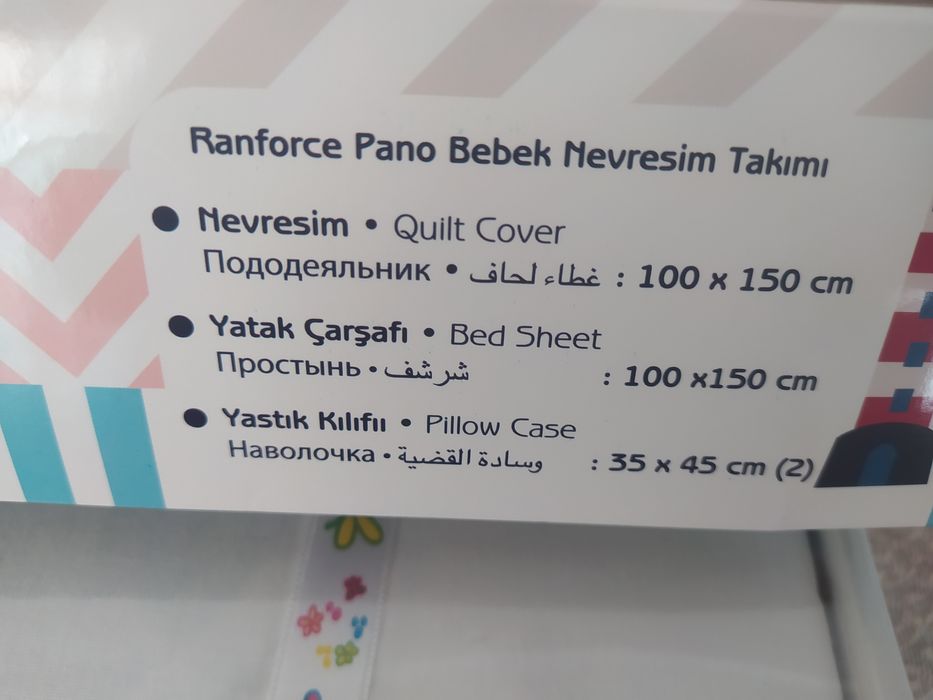 Ranforce Pano Bebek Nevresim Takımı
● Nevresim • Quilt Cover
Пододеяльник • غطاء لحاف : 100 x 150 cm
● Yatak Çarşafı • Bed Sheet
Простынь • شرشف : 100 x150 cm
● Yastık Kılıfıı • Pillow Case
Наволочка • وسادة القضية : 35 x 45 cm (2)